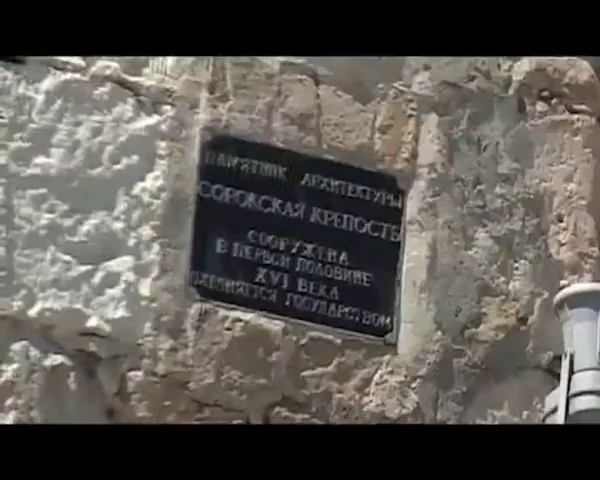 ПАМЯТНИК АРХИТЕКТУРЫ
СОРОКСКАЯ КРЕПОСТЬ
СООРУЖЕНА
В ПЕРВОЙ ПОЛОВИНЕ
XVI ВЕКА
ОХРАНЯЕТСЯ ГОСУДАРСТВОМ